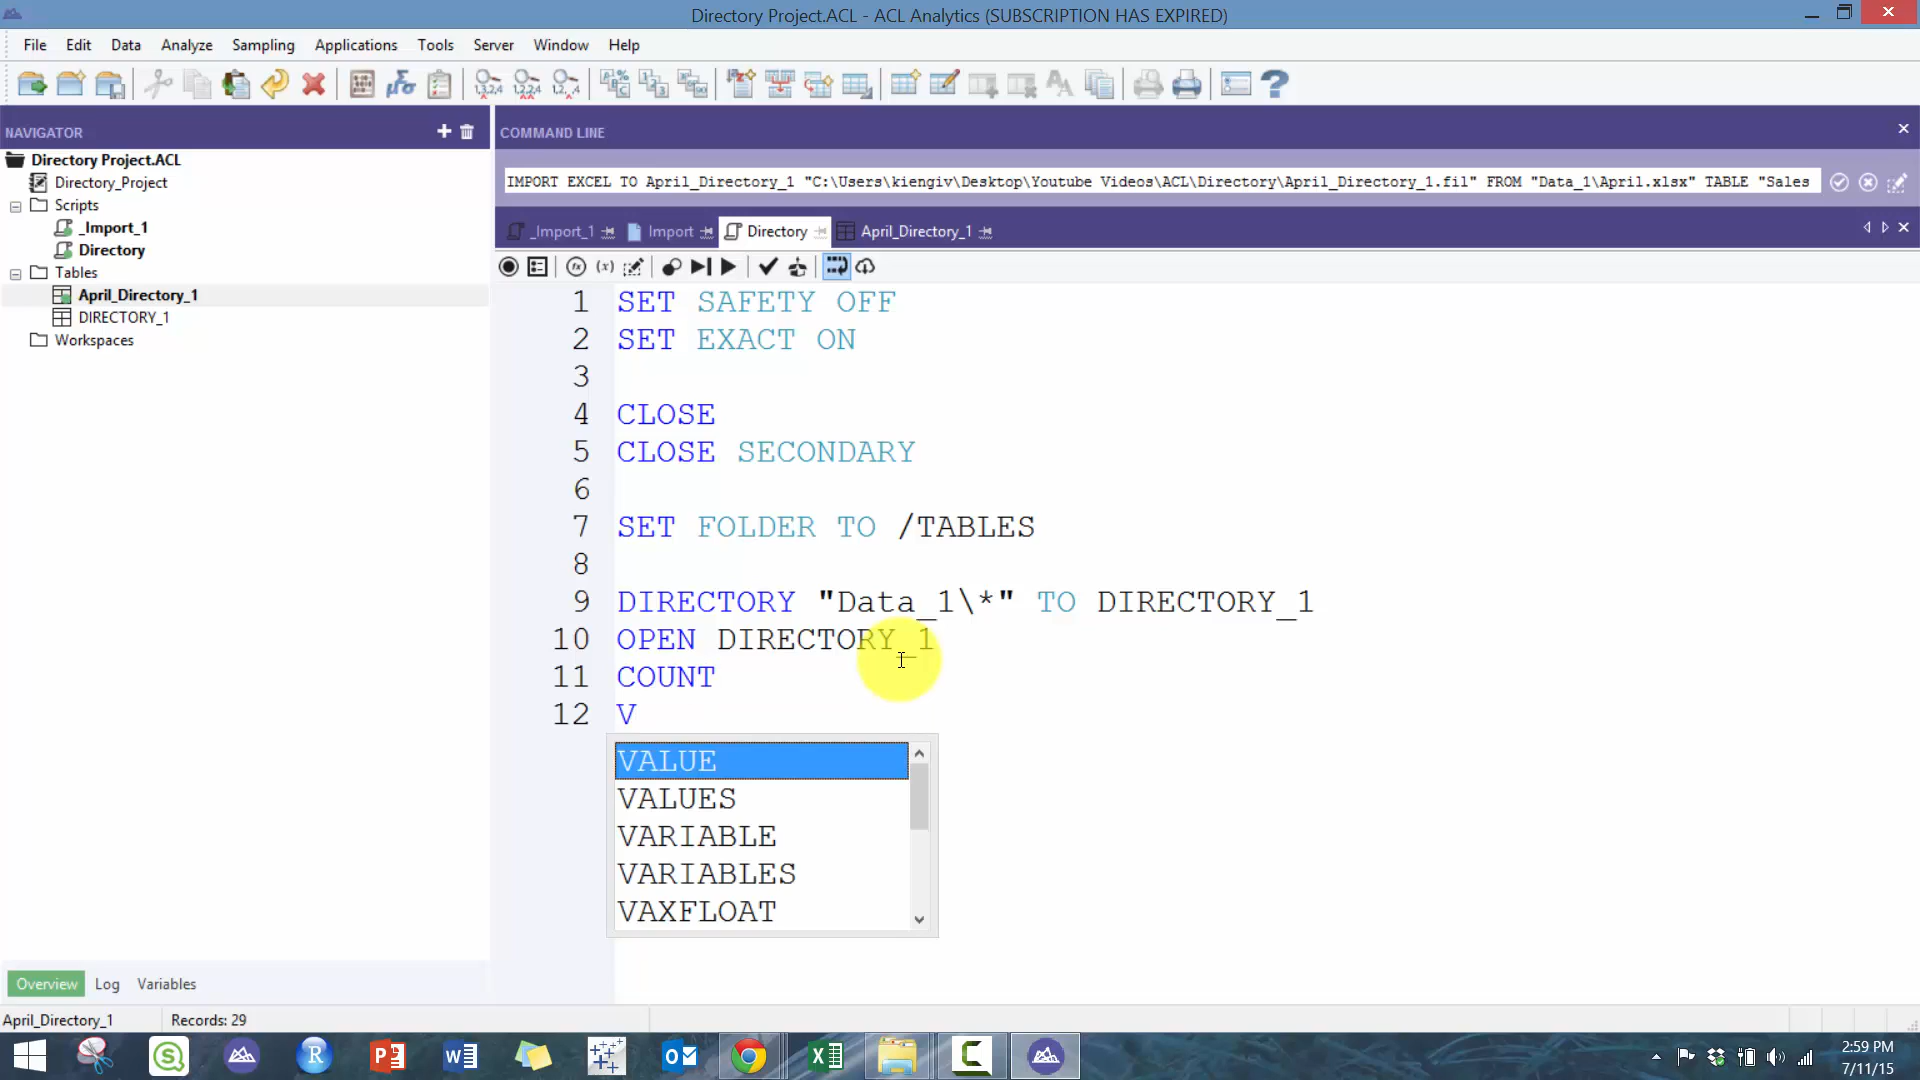 Directory Project.ACL - ACL Analytics (SUBSCRIPTION HAS EXPIRED)
File Edit Data Analyze Sampling Applications Tools Server Window Help
NAVIGATOR
Directory Project.ACL
Directory_Project
Scripts
_Import_1
Directory
Tables
April_Directory_1
DIRECTORY_1
Workspaces
COMMAND LINE
IMPORT EXCEL TO April_Directory_1 "C:\Users\kiengiv\Desktop\Youtube Videos\ACL\Directory\April_Directory_1.fil" FROM "Data_1\April.xlsx" TABLE "Sales
_Import_1 Import Directory April_Directory_1
1 SET SAFETY OFF
2 SET EXACT ON
3
4 CLOSE
5 CLOSE SECONDARY
6
7 SET FOLDER TO /TABLES
8
9 DIRECTORY "Data_1\*" TO DIRECTORY_1
10 OPEN DIRECTORY_1
11 COUNT
12 V
VALUE
VALUES
VARIABLE
VARIABLES
VAXFLOAT
Overview Log Variables
April_Directory_1 Records: 29
2:59 PM
7/11/15